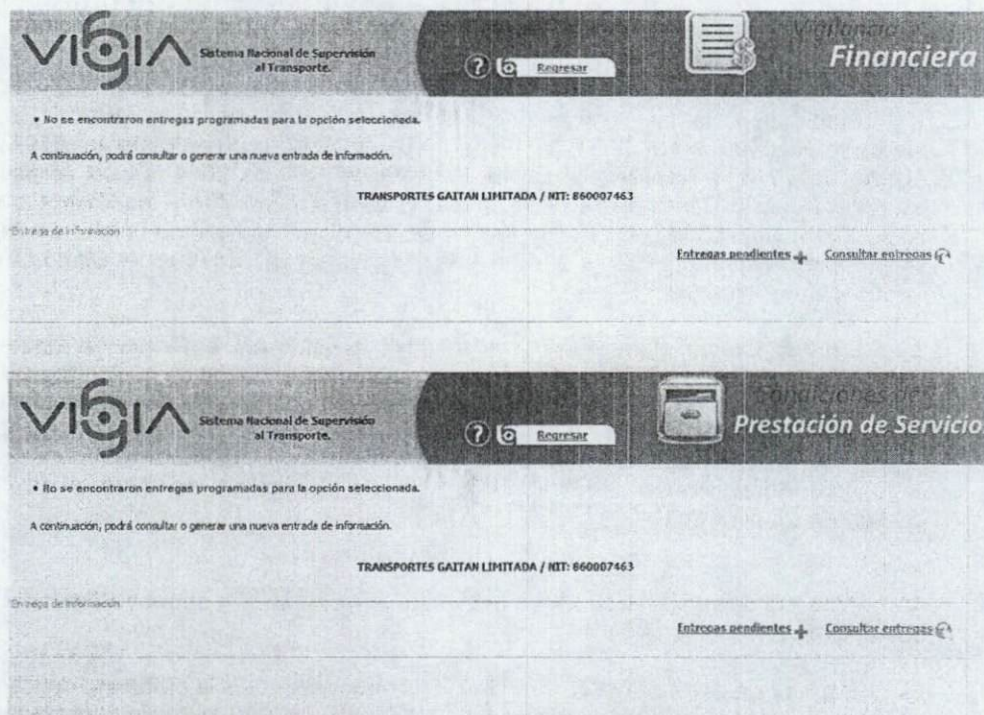 VIGIA Sistema Nacional de Supervisión
al Transporte.
? Regresar
Vigilancia
Financiera
• No se encontraron entregas programadas para la opción seleccionada.
A continuación, podrá consultar o generar una nueva entrada de información.
TRANSPORTES GAITAN LIMITADA / NIT: 860007463
Entrega de información
Entregas pendientes Consultar entregas
VIGIA Sistema Nacional de Supervisión
al Transporte.
? Regresar
Condiciones de
Prestación de Servicio
• No se encontraron entregas programadas para la opción seleccionada.
A continuación, podrá consultar o generar una nueva entrada de información.
TRANSPORTES GAITAN LIMITADA / NIT: 860007463
Entrega de información
Entregas pendientes Consultar entregas